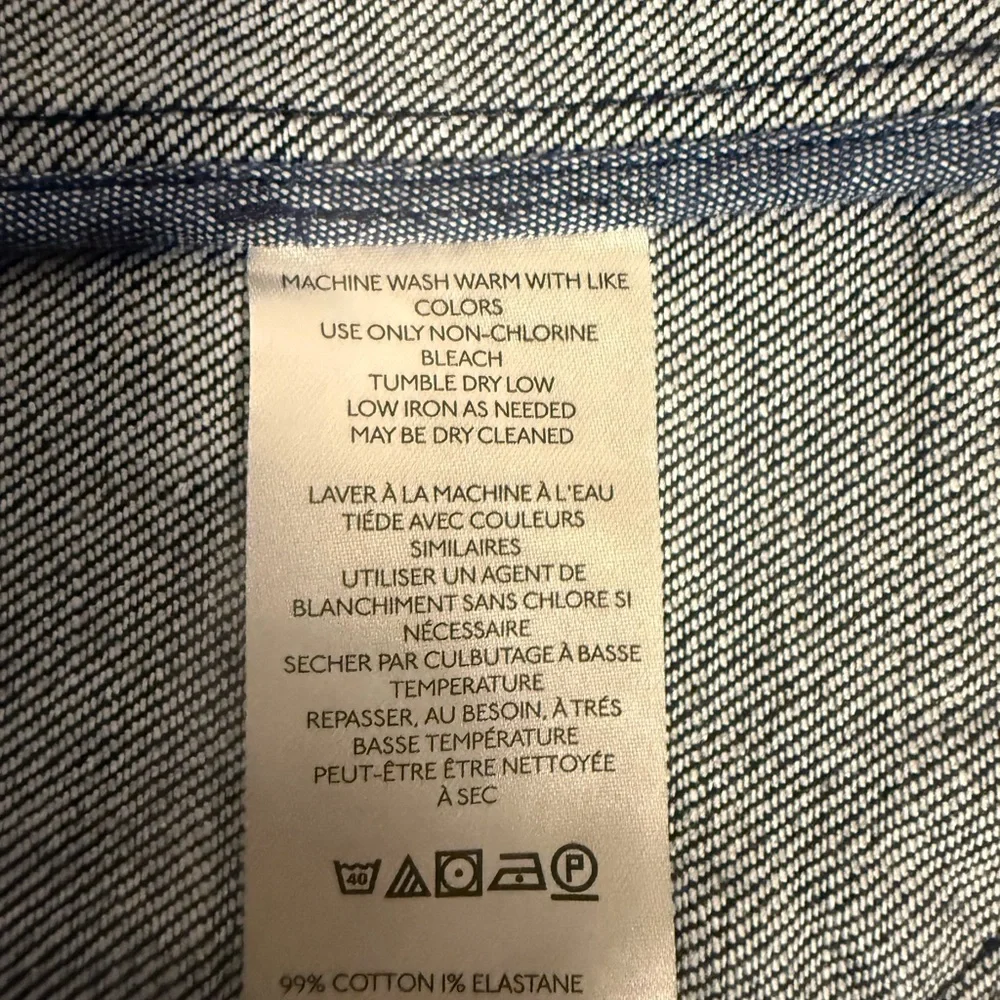 MACHINE WASH WARM WITH LIKE
COLORS
USE ONLY NON-CHLORINE
BLEACH
TUMBLE DRY LOW
LOW IRON AS NEEDED
MAY BE DRY CLEANED
LAVER À LA MACHINE À L'EAU
TIÉDE AVEC COULEURS
SIMILAIRES
UTILISER UN AGENT DE
BLANCHIMENT SANS CHLORE SI
NÉCESSAIRE
SECHER PAR CULBUTAGE À BASSE
TEMPERATURE
REPASSER, AU BESOIN, À TRÉS
BASSE TEMPÉRATURE
PEUT-ÊTRE ÊTRE NETTOYÉE
À SEC
40 P
99% COTTON 1% ELASTANE